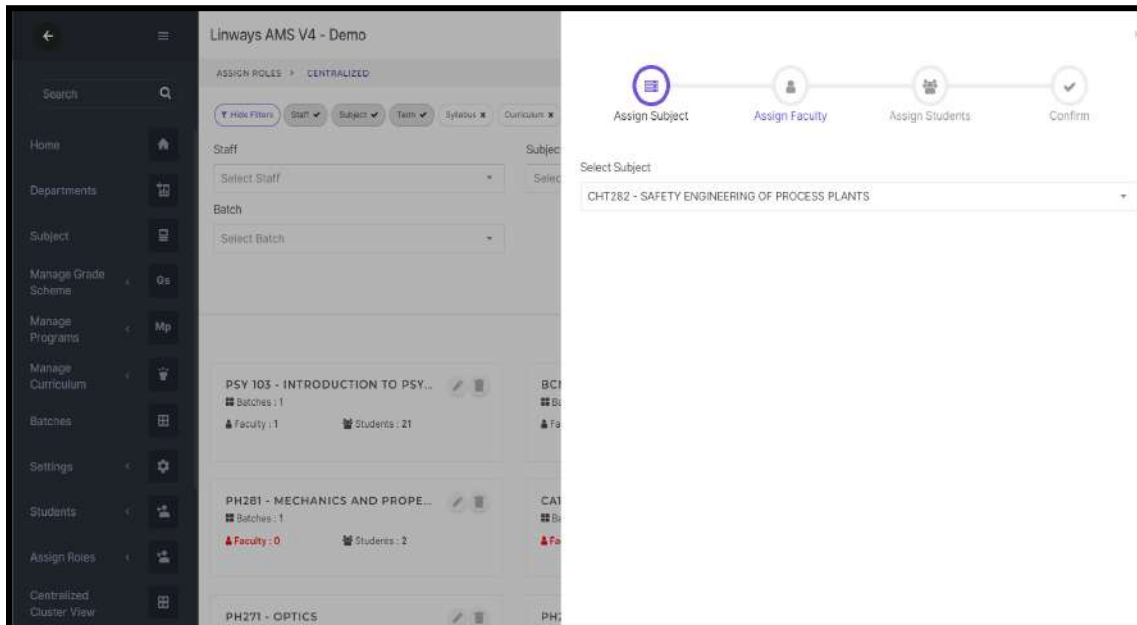 Linways AMS V4 - Demo
ASSIGN ROLES > CENTRALIZED
Search
Home
Departments
Subject
Manage Grade
Scheme
Gs
Manage
Programs
Mp
Manage
Curriculum
Batches
Settings
Students
Assign Roles
Centralized
Cluster View
Hide Filters
Staff
Subject
Term
Syllabus
Curriculum
Staff
Select Staff
Batch
Select Batch
PSY 103 - INTRODUCTION TO PSY...
Batches : 1
Faculty : 1
Students : 21
PH281 - MECHANICS AND PROPE...
Batches : 1
Faculty : 0
Students : 2
PH271 - OPTICS
Assign Subject
Assign Faculty
Assign Students
Confirm
Select Subject
CHT282 - SAFETY ENGINEERING OF PROCESS PLANTS